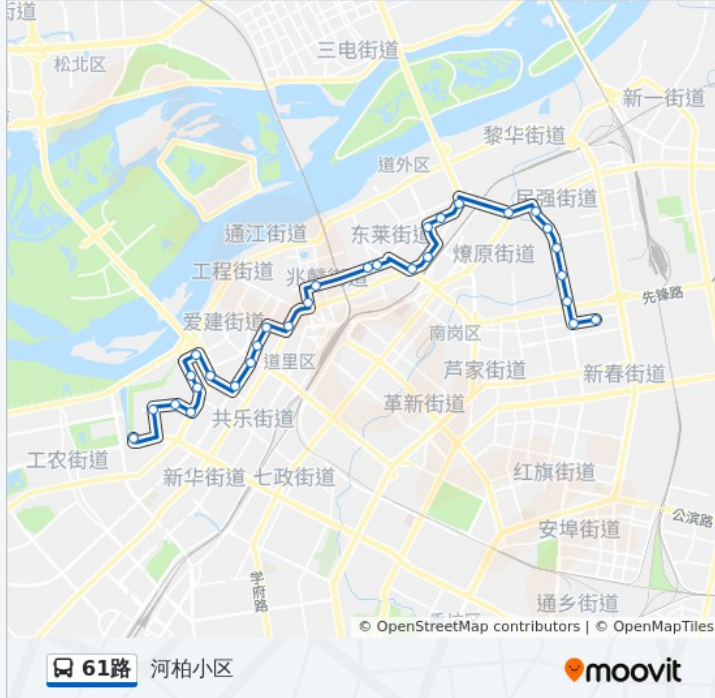 街道
三电街道
松北区
新一街道
黎华街道
道外区
民强街道
通江街道
东莱街道
燎原街道
工程街道
兆麟街道
先锋路
爱建街道
南岗区
道里区
芦家街道
新春街道
革新街道
共乐街道
工农街道
新华街道
七政街道
红旗街道
公滨路
安埠街道
学府路
通乡街道
© OpenStreetMap contributors | © OpenMapTiles
61路
河柏小区
moovit